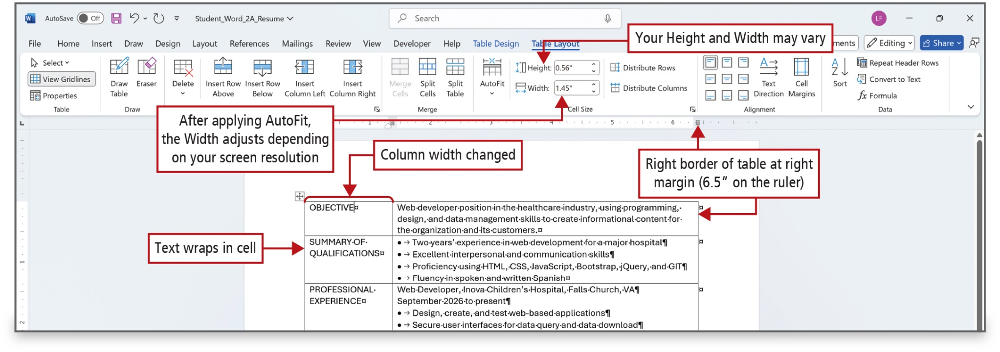 AutoSave Off Student_Word_2A_Resume Search LF
File Home Insert Draw Design Layout References Mailings Review View Developer Help Table Design Table Layout ments Editing Share
Your Height and Width may vary
Select
View Gridlines
Properties
Table
Draw
Table
Eraser
Draw
Delete
Insert Row
Above
Insert Row
Below
Insert
Column Left
Insert
Column Right
Merge
Cells
Split
Cells
Split
Table
Merge
AutoFit
Height: 0.56"
Width: 1.45"
Distribute Rows
Distribute Columns
Cell Size
Text
Direction
Cell
Margins
Alignment
A
Z
Sort
Repeat Header Rows
Convert to Text
fx Formula
Data
After applying AutoFit,
the Width adjusts depending
on your screen resolution
1 2 3 4 5 6
Column width changed
Right border of table at right
margin (6.5″ on the ruler)
Text wraps in cell
OBJECTIVE¤
Web·developer·position·in·the·healthcare·industry,·using·programming,·
design,·and·data·management·skills·to·create·informational·content·for·
the·organization·and·its·customers.¤
¤
SUMMARY·OF·
QUALIFICATIONS¤
•→Two·years’·experience·in·web·development·for·a·major·hospital¶
•→Excellent·interpersonal·and·communication·skills¶
•→Proficiency·using·HTML,·CSS,·JavaScript,·Bootstrap,·jQuery,·and·GIT¶
•→Fluency·in·spoken·and·written·Spanish¤
¤
PROFESSIONAL·
EXPERIENCE¤
Web·Developer,·Inova·Children’s·Hospital,·Falls·Church,·VA¶
September·2026·to·present¶
•→Design,·create,·and·test·web-based·applications¶
•→Secure·user·interfaces·for·data·query·and·data·download¶
¤
1
2